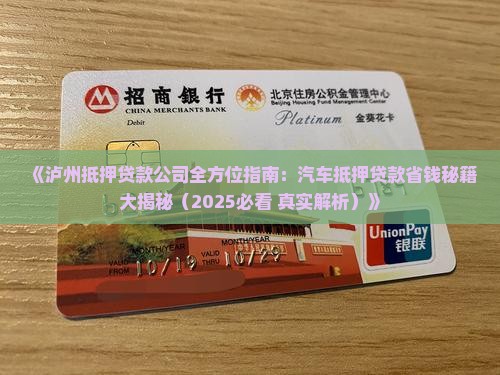 招商银行
CHINA MERCHANTS BANK
Debit
北京住房公积金管理中心
Beijing Housing Fund Management Center
Platinum 金葵花卡
《泸州抵押贷款公司全方位指南：汽车抵押贷款省钱秘籍
大揭秘（2025必看 真实解析）》
MONTH/YEAR MONTH/YEAR
VALID FROM 10/19 VALID THRU 10/29
UnionPay
银联